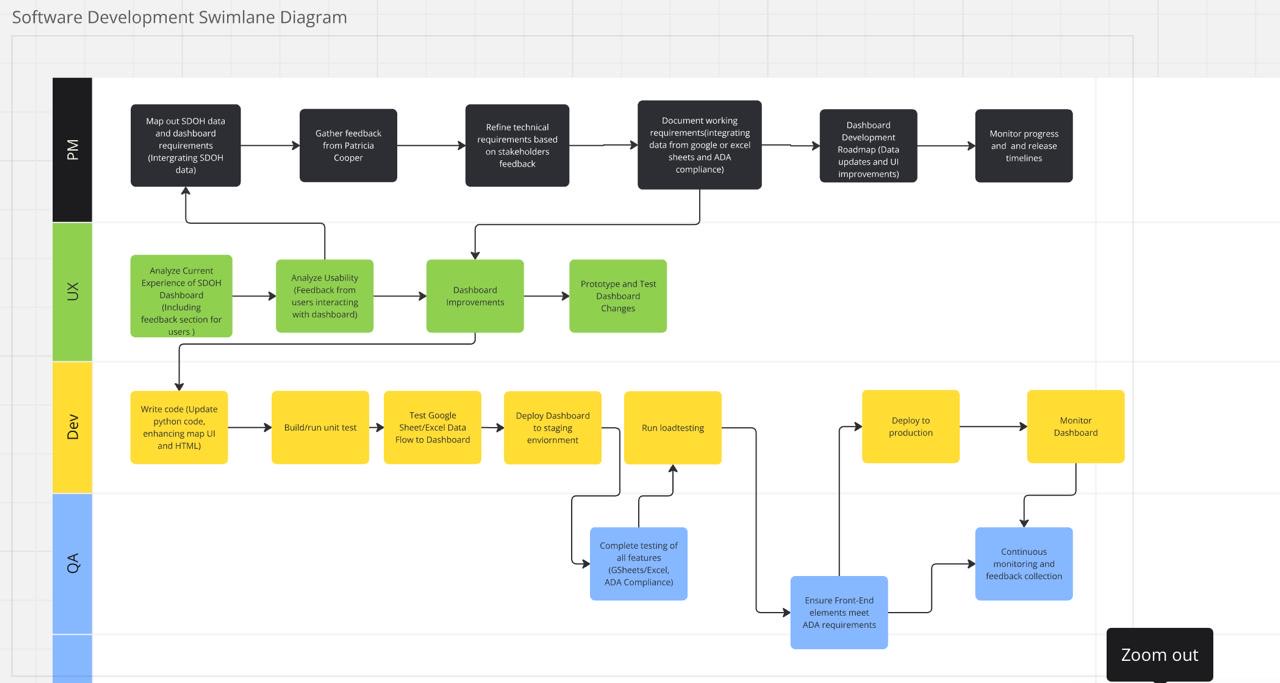 Software Development Swimlane Diagram
PM
Map out SDOH data
and dashboard
requirements
(Intergrating SDOH
data)
Gather feedback
from Patricia
Cooper
Refine technical
requirements based
on stakeholders
feedback
Document working
requirements(integrating
data from google or excel
sheets and ADA
compliance)
Dashboard
Development
Roadmap (Data
updates and UI
improvements)
Monitor progress
and  and release
timelines
UX
Analyze Current
Experience of SDOH
Dashboard
(Including
feedback section for
users )
Analyze Usability
(Feedback from
users interacting
with dashboard)
Dashboard
Improvements
Prototype and Test
Dashboard
Changes
Dev
Write code (Update
python code,
enhancing map UI
and HTML)
Build/run unit test
Test Google
Sheet/Excel Data
Flow to Dashboard
Deploy Dashboard
to staging
enviornment
Run loadtesting
Deploy to
production
Monitor
Dashboard
QA
Complete testing of
all features
(GSheets/Excel,
ADA Compliance)
Ensure Front-End
elements meet
ADA requirements
Continuous
monitoring and
feedback collection
Zoom out